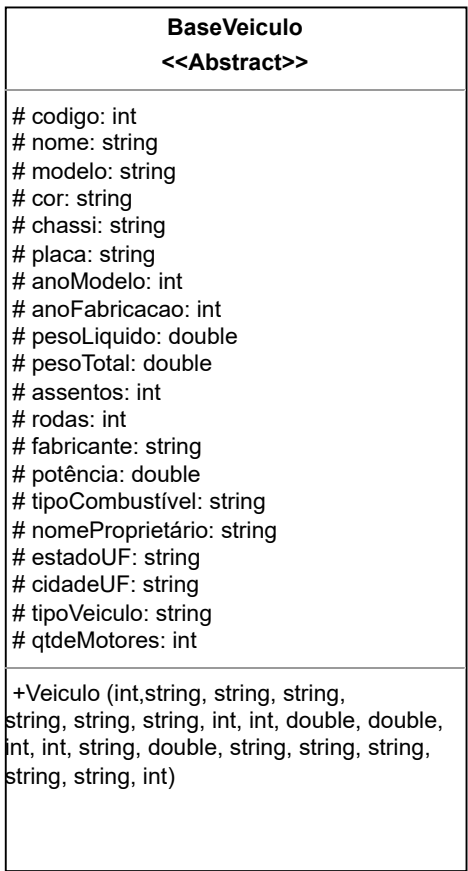 BaseVeiculo
<<Abstract>>
# codigo: int
# nome: string
# modelo: string
# cor: string
# chassi: string
# placa: string
# anoModelo: int
# anoFabricacao: int
# pesoLiquido: double
# pesoTotal: double
# assentos: int
# rodas: int
# fabricante: string
# potência: double
# tipoCombustível: string
# nomeProprietário: string
# estadoUF: string
# cidadeUF: string
# tipoVeiculo: string
# qtdeMotores: int
+Veiculo (int,string, string, string,
string, string, string, int, int, double, double,
int, int, string, double, string, string, string,
string, string, int)